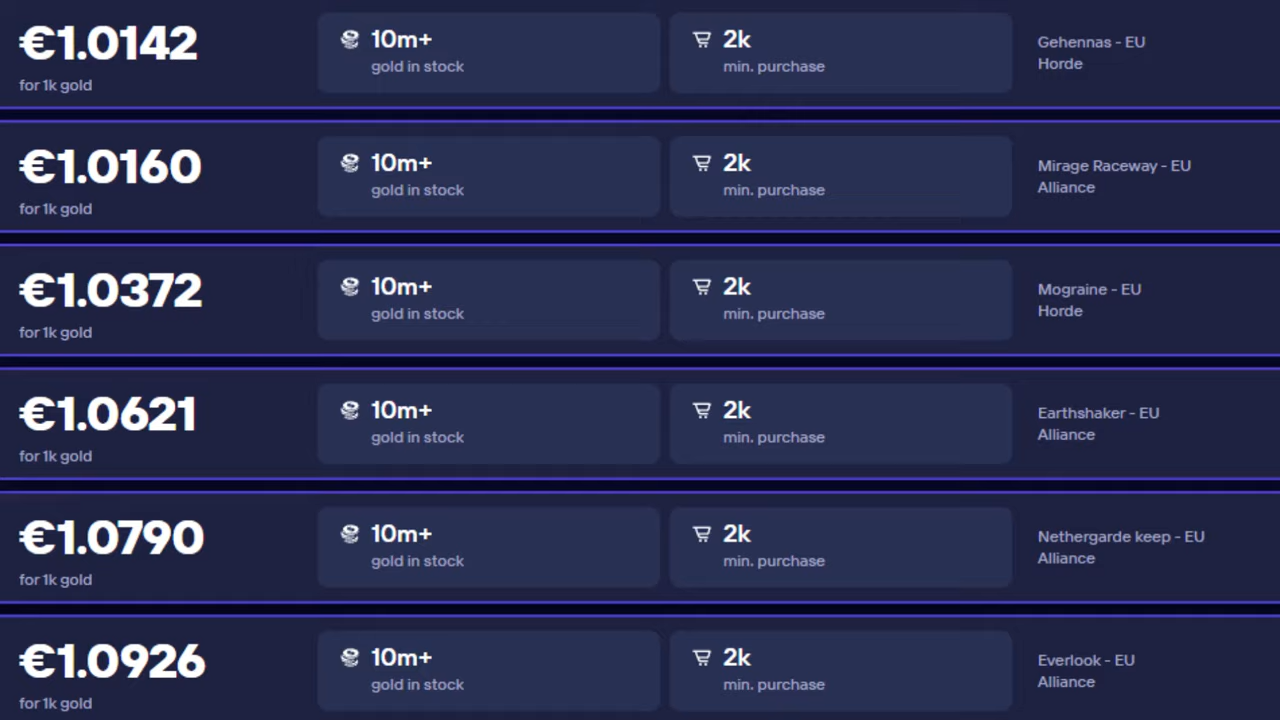 €1.0142
for 1k gold
10m+
gold in stock
2k
min. purchase
Gehennas - EU
Horde
€1.0160
for 1k gold
10m+
gold in stock
2k
min. purchase
Mirage Raceway - EU
Alliance
€1.0372
for 1k gold
10m+
gold in stock
2k
min. purchase
Mograine - EU
Horde
€1.0621
for 1k gold
10m+
gold in stock
2k
min. purchase
Earthshaker - EU
Alliance
€1.0790
for 1k gold
10m+
gold in stock
2k
min. purchase
Nethergarde keep - EU
Alliance
€1.0926
for 1k gold
10m+
gold in stock
2k
min. purchase
Everlook - EU
Alliance